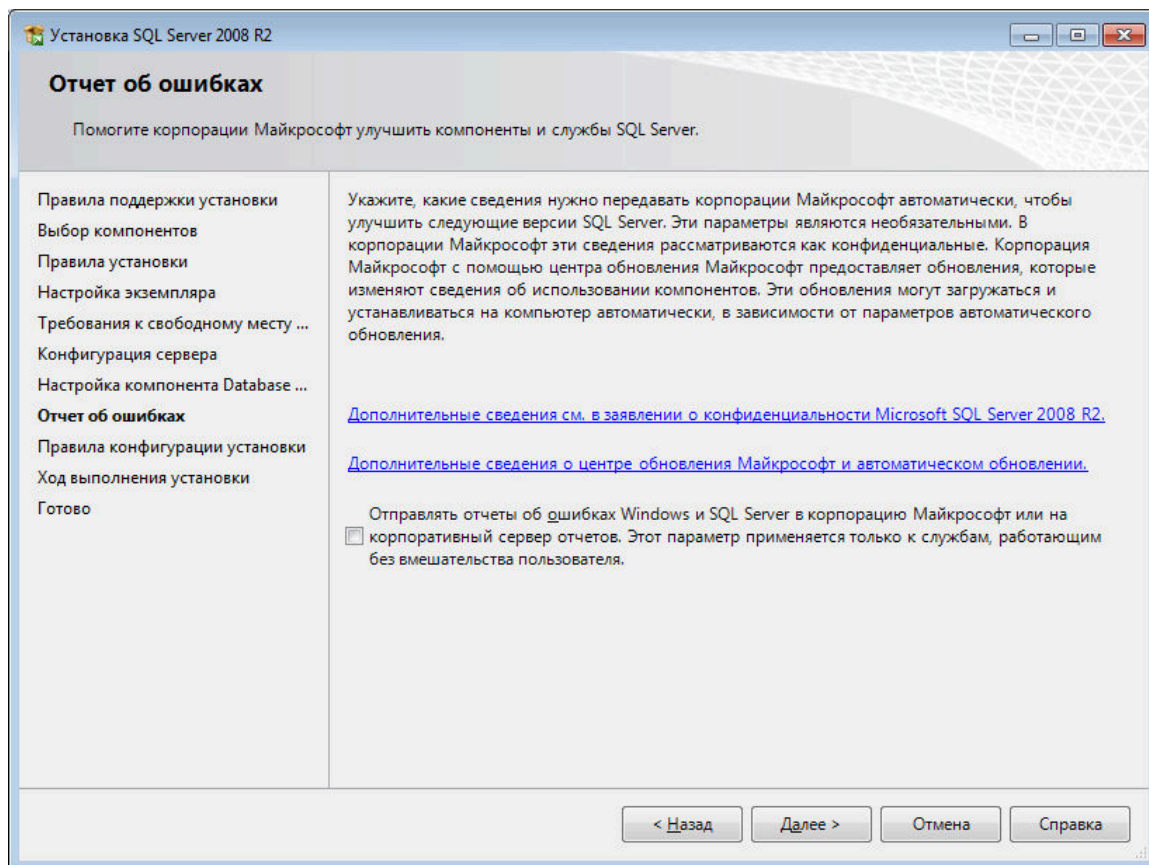 Установка SQL Server 2008 R2
Отчет об ошибках
Помогите корпорации Майкрософт улучшить компоненты и службы SQL Server.
Правила поддержки установки
Выбор компонентов
Правила установки
Настройка экземпляра
Требования к свободному месту ...
Конфигурация сервера
Настройка компонента Database ...
Отчет об ошибках
Правила конфигурации установки
Ход выполнения установки
Готово
Укажите, какие сведения нужно передавать корпорации Майкрософт автоматически, чтобы
улучшить следующие версии SQL Server. Эти параметры являются необязательными. В
корпорации Майкрософт эти сведения рассматриваются как конфиденциальные. Корпорация
Майкрософт с помощью центра обновления Майкрософт предоставляет обновления, которые
изменяют сведения об использовании компонентов. Эти обновления могут загружаться и
устанавливаться на компьютер автоматически, в зависимости от параметров автоматического
обновления.
Дополнительные сведения см. в заявлении о конфиденциальности Microsoft SQL Server 2008 R2.
Дополнительные сведения о центре обновления Майкрософт и автоматическом обновлении.
Отправлять отчеты об ошибках Windows и SQL Server в корпорацию Майкрософт или на
корпоративный сервер отчетов. Этот параметр применяется только к службам, работающим
без вмешательства пользователя.
< Назад
Далее >
Отмена
Справка